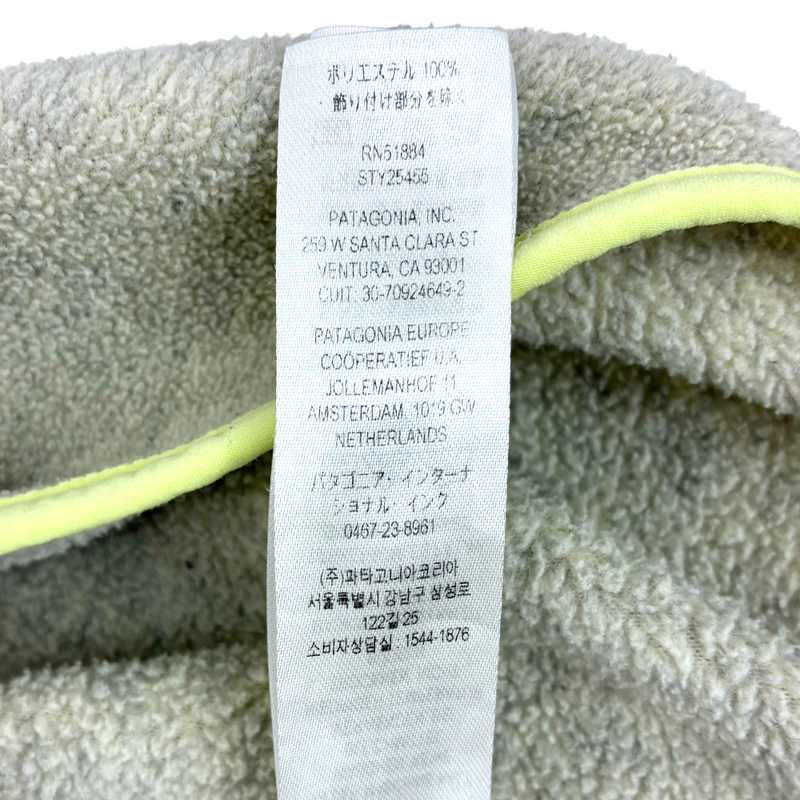 ポリエステル 100%
・飾り付け部分を除く
RN51884
STY25455
PATAGONIA, INC.
259 W SANTA CLARA ST
VENTURA, CA 93001
CUIT: 30-70924649-2
PATAGONIA EUROPE
COOPERATIEF U.A.
JOLLEMANHOF 11
AMSTERDAM, 1019 GW
NETHERLANDS
パタゴニア・インターナ
ショナル・インク
0467-23-8961
(주)파타고니아코리아
서울특별시 강남구 삼성로
122길 25
소비자상담실 . 1544-1876